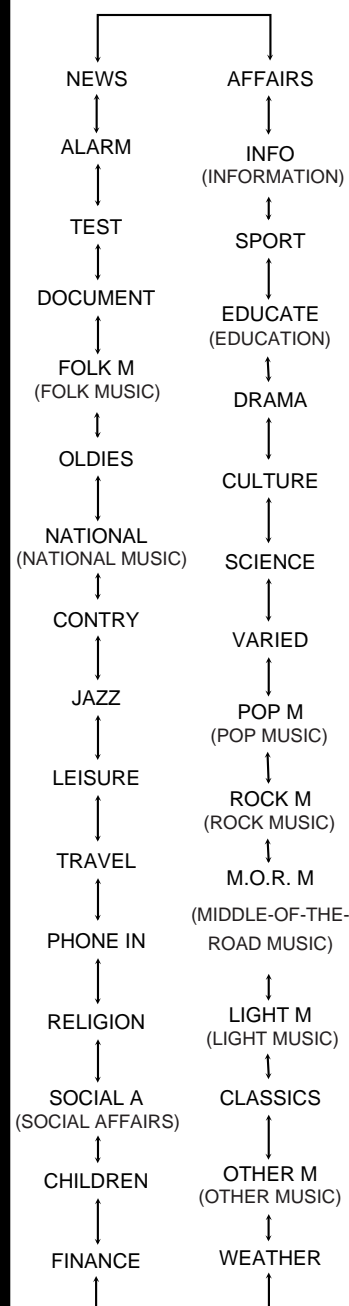 NEWS
ALARM
TEST
DOCUMENT
FOLK M
(FOLK MUSIC)
OLDIES
NATIONAL
(NATIONAL MUSIC)
CONTRY
JAZZ
LEISURE
TRAVEL
PHONE IN
RELIGION
SOCIAL A
(SOCIAL AFFAIRS)
CHILDREN
FINANCE
AFFAIRS
INFO
(INFORMATION)
SPORT
EDUCATE
(EDUCATION)
DRAMA
CULTURE
SCIENCE
VARIED
POP M
(POP MUSIC)
ROCK M
(ROCK MUSIC)
M.O.R. M
(MIDDLE-OF-THE-
ROAD MUSIC)
LIGHT M
(LIGHT MUSIC)
CLASSICS
OTHER M
(OTHER MUSIC)
WEATHER